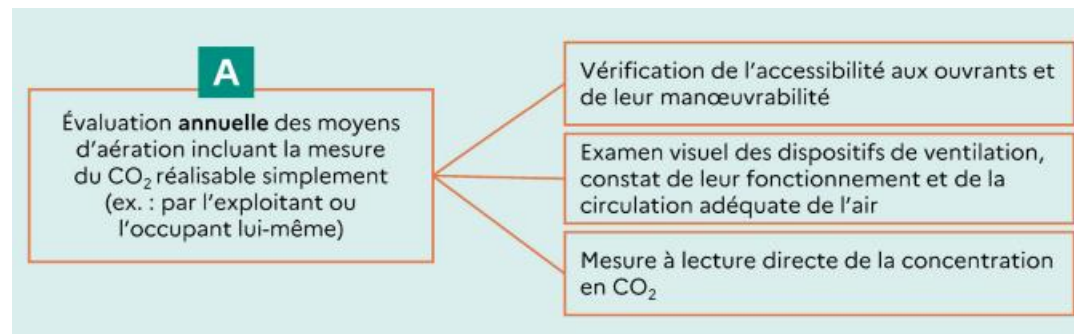 A
Évaluation annuelle des moyens
d'aération incluant la mesure
du CO₂ réalisable simplement
(ex. : par l'exploitant ou
l'occupant lui-même)
Vérification de l'accessibilité aux ouvrants et
de leur manœuvrabilité
Examen visuel des dispositifs de ventilation,
constat de leur fonctionnement et de la
circulation adéquate de l'air
Mesure à lecture directe de la concentration
en CO₂